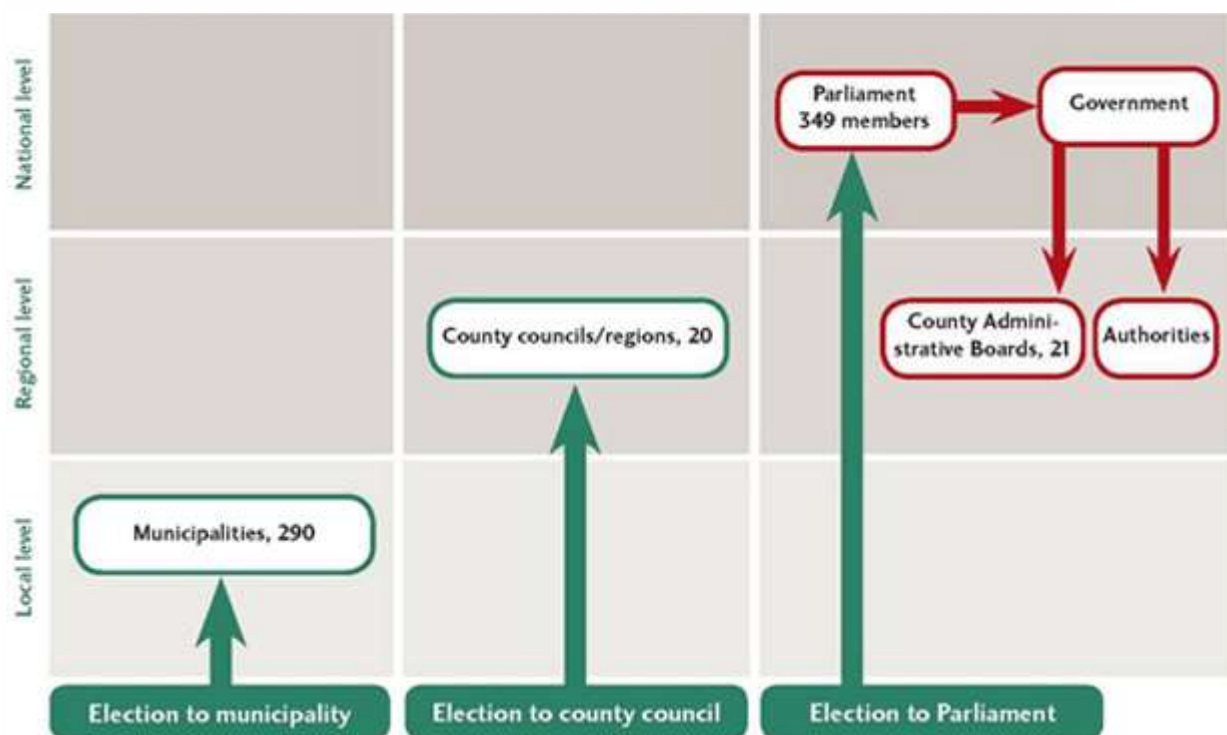 National level
Parliament
349 members
Government
Regional level
County councils/regions, 20
County Admini-
strative Boards, 21
Authorities
Local level
Municipalities, 290
Election to municipality
Election to county council
Election to Parliament